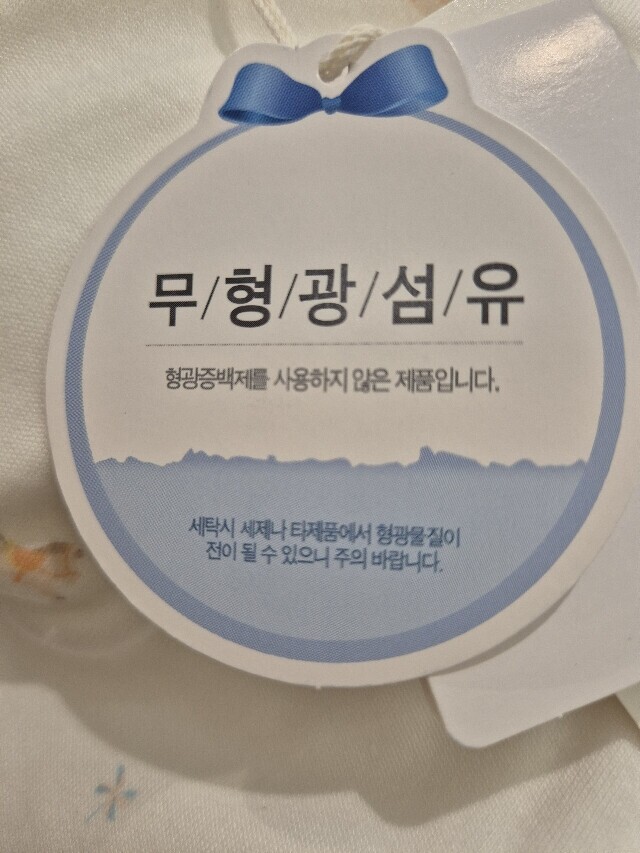 무/형/광/섬/유
형광증백제를 사용하지 않은 제품입니다.
세탁시 세제나 타제품에서 형광물질이
전이 될 수 있으니 주의 바랍니다.